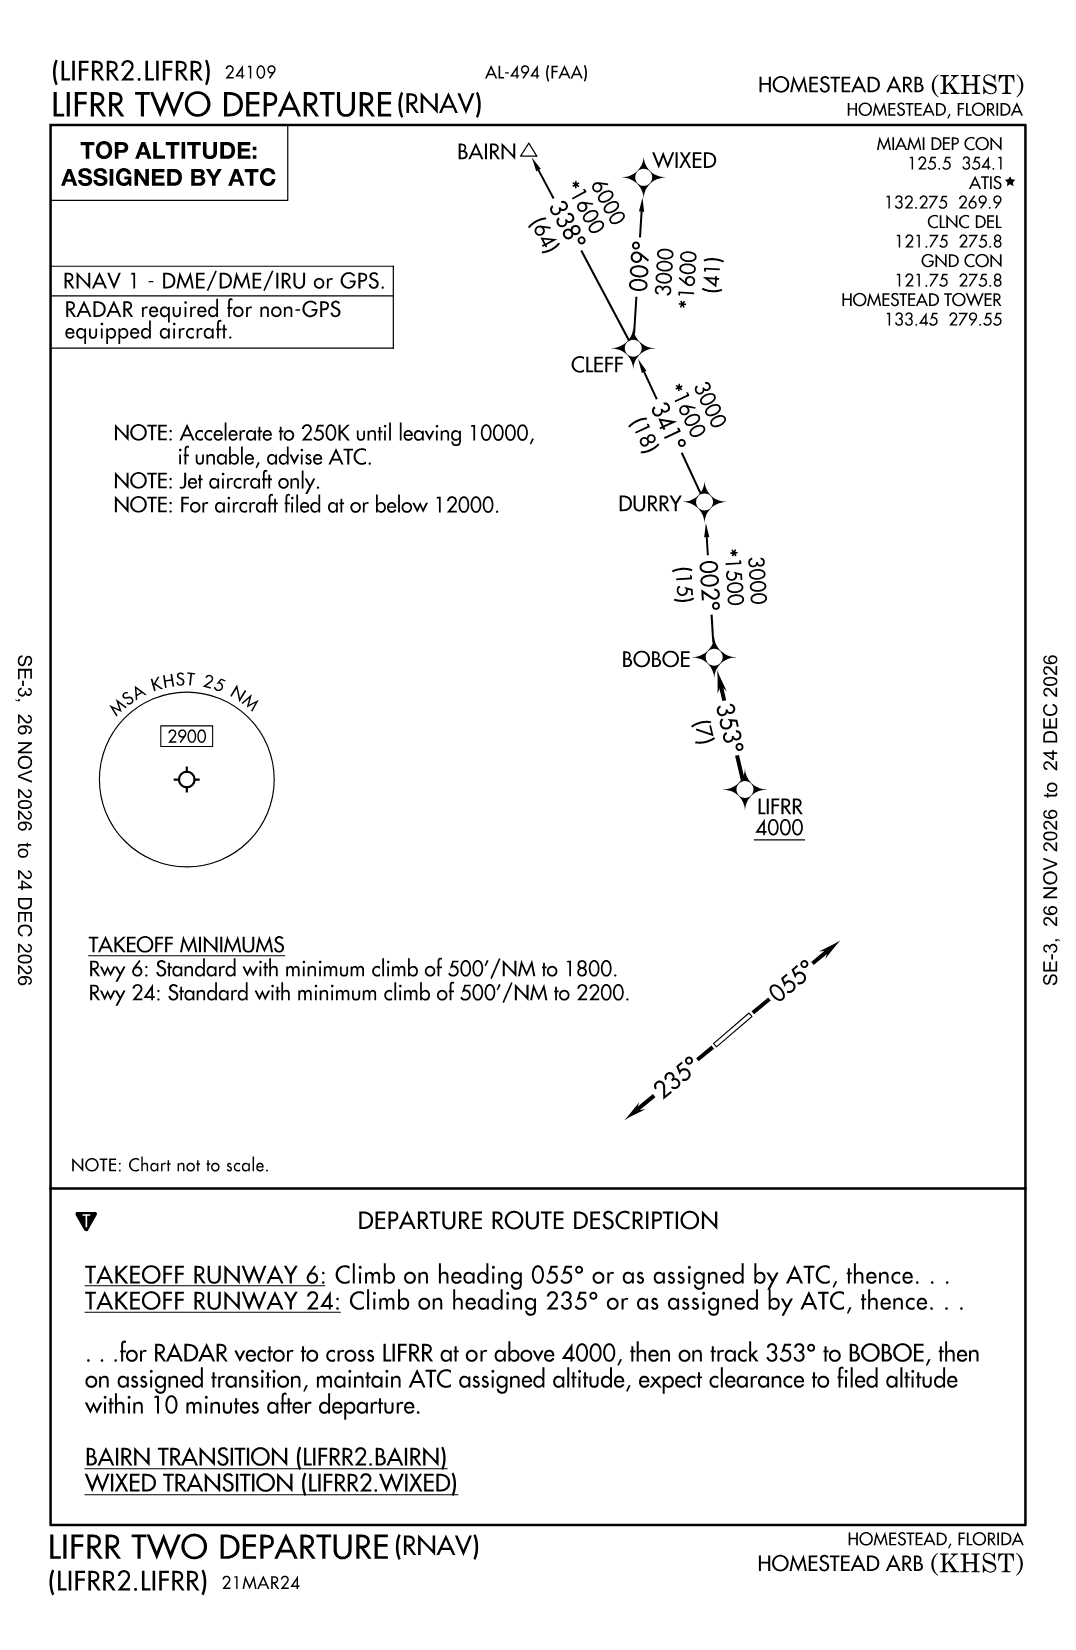 (LIFRR2.LIFRR) 24109
AL-494 (FAA)
LIFRR TWO DEPARTURE (RNAV)
HOMESTEAD ARB (KHST)
HOMESTEAD, FLORIDA
TOP ALTITUDE:
ASSIGNED BY ATC
MIAMI DEP CON
125.5 354.1
ATIS★
132.275 269.9
CLNC DEL
121.75 275.8
GND CON
121.75 275.8
HOMESTEAD TOWER
133.45 279.55
RNAV 1 - DME/DME/IRU or GPS.
RADAR required for non-GPS
equipped aircraft.
BAIRN
WIXED
6000
*1600
338°
(64)
009°
3000
*1600
(41)
CLEFF
3000
*1600
341°
(18)
NOTE: Accelerate to 250K until leaving 10000,
if unable, advise ATC.
NOTE: Jet aircraft only.
NOTE: For aircraft filed at or below 12000.
DURRY
3000
*1500
002°
(15)
BOBOE
353°
(7)
LIFRR
4000
MSA KHST 25 NM
2900
TAKEOFF MINIMUMS
Rwy 6: Standard with minimum climb of 500'/NM to 1800.
Rwy 24: Standard with minimum climb of 500'/NM to 2200.
055°
235°
NOTE: Chart not to scale.
SE-3, 26 NOV 2026 to 24 DEC 2026
SE-3, 26 NOV 2026 to 24 DEC 2026
T
DEPARTURE ROUTE DESCRIPTION
TAKEOFF RUNWAY 6: Climb on heading 055° or as assigned by ATC, thence. . .
TAKEOFF RUNWAY 24: Climb on heading 235° or as assigned by ATC, thence. . .
. . .for RADAR vector to cross LIFRR at or above 4000, then on track 353° to BOBOE, then
on assigned transition, maintain ATC assigned altitude, expect clearance to filed altitude
within 10 minutes after departure.
BAIRN TRANSITION (LIFRR2.BAIRN)
WIXED TRANSITION (LIFRR2.WIXED)
LIFRR TWO DEPARTURE (RNAV)
(LIFRR2.LIFRR) 21MAR24
HOMESTEAD, FLORIDA
HOMESTEAD ARB (KHST)